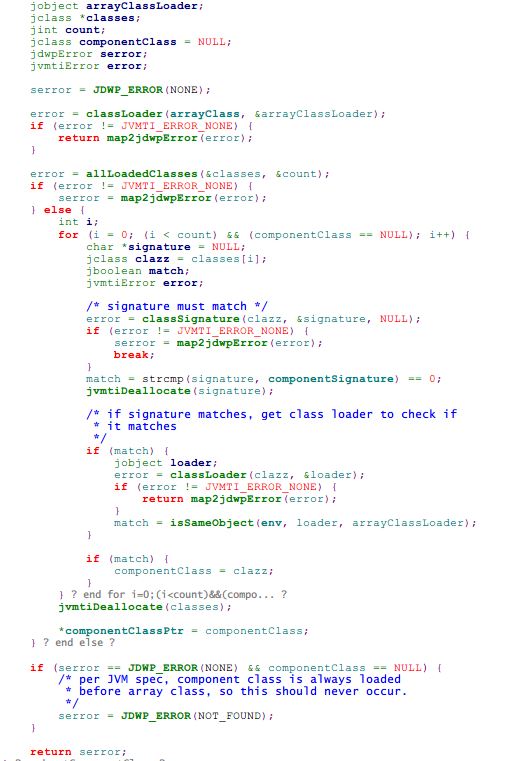 jobject arrayClassLoader;
jclass *classes;
jint count;
jclass componentClass = NULL;
jdwpError serror;
jvmtiError error;

serror = JDWP_ERROR(NONE);

error = classLoader(arrayClass, &arrayClassLoader);
if (error != JVMTI_ERROR_NONE) {
    return map2jdwpError(error);
}

error = allLoadedClasses(&classes, &count);
if (error != JVMTI_ERROR_NONE) {
    serror = map2jdwpError(error);
} else {
    int i;
    for (i = 0; (i < count) && (componentClass == NULL); i++) {
        char *signature = NULL;
        jclass clazz = classes[i];
        jboolean match;
        jvmtiError error;

        /* signature must match */
        error = classSignature(clazz, &signature, NULL);
        if (error != JVMTI_ERROR_NONE) {
            serror = map2jdwpError(error);
            break;
        }
        match = strcmp(signature, componentSignature) == 0;
        jvmtiDeallocate(signature);

        /* if signature matches, get class loader to check if
         * it matches
         */
        if (match) {
            jobject loader;
            error = classLoader(clazz, &loader);
            if (error != JVMTI_ERROR_NONE) {
                return map2jdwpError(error);
            }
            match = isSameObject(env, loader, arrayClassLoader);
        }

        if (match) {
            componentClass = clazz;
        }
    } ? end for i=0;(i<count)&&(compo... ?
    jvmtiDeallocate(classes);

    *componentClassPtr = componentClass;
} ? end else ?

if (serror == JDWP_ERROR(NONE) && componentClass == NULL) {
    /* per JVM spec, component class is always loaded
     * before array class, so this should never occur.
     */
    serror = JDWP_ERROR(NOT_FOUND);
}

return serror;